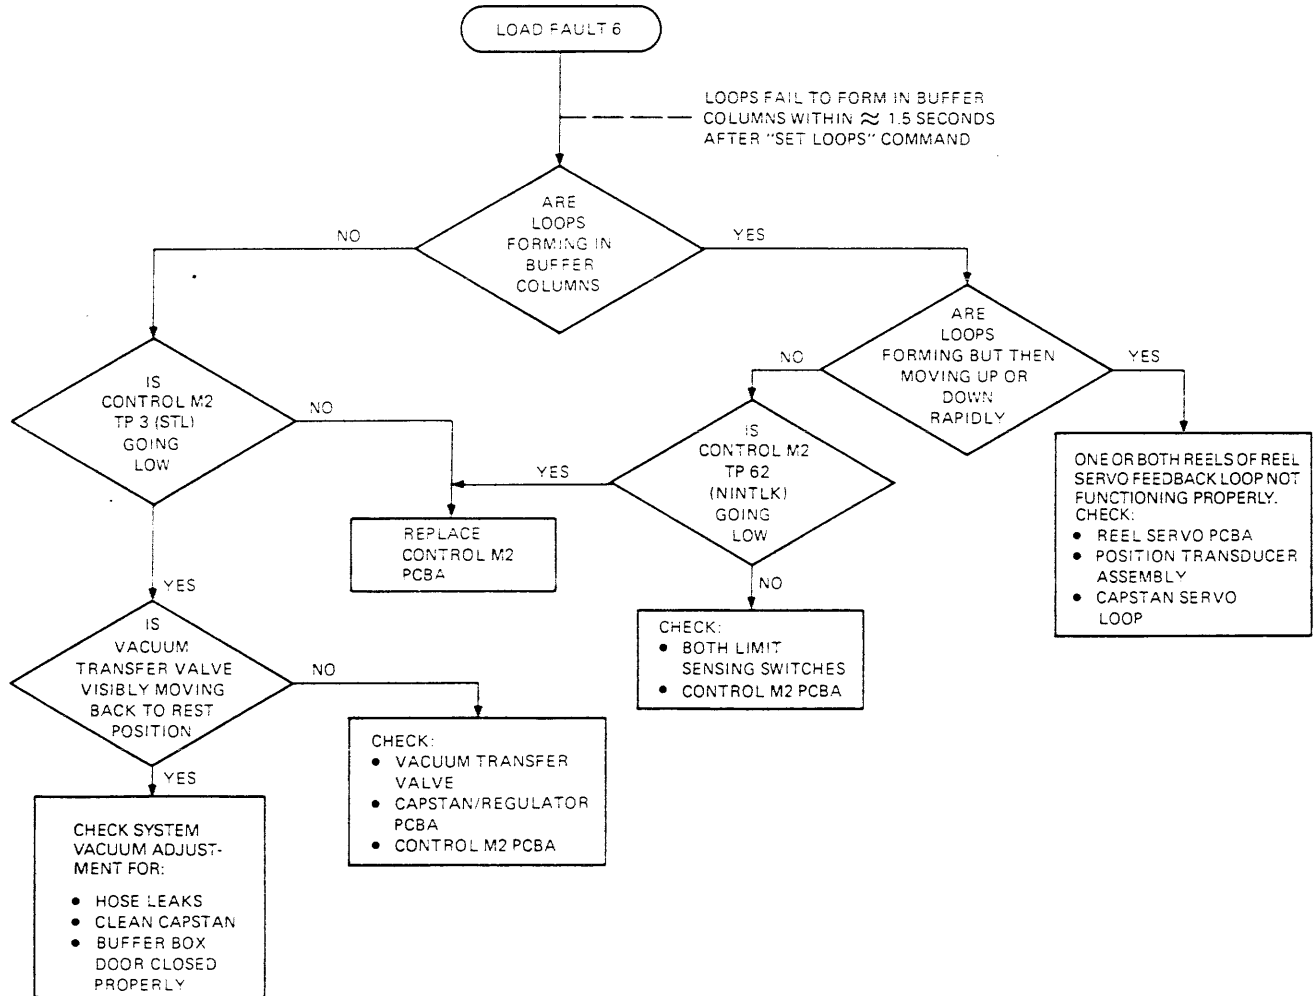 LOAD FAULT 6
LOOPS FAIL TO FORM IN BUFFER
COLUMNS WITHIN ≈ 1.5 SECONDS
AFTER "SET LOOPS" COMMAND
ARE
LOOPS
FORMING IN
BUFFER
COLUMNS
NO
YES
ARE
LOOPS
FORMING BUT THEN
MOVING UP OR
DOWN
RAPIDLY
NO
YES
IS
CONTROL M2
TP 3 (STL)
GOING
LOW
NO
YES
IS
CONTROL M2
TP 62
(NINTLK)
GOING
LOW
YES
NO
ONE OR BOTH REELS OF REEL
SERVO FEEDBACK LOOP NOT
FUNCTIONING PROPERLY.
CHECK:
● REEL SERVO PCBA
● POSITION TRANSDUCER
ASSEMBLY
● CAPSTAN SERVO
LOOP
REPLACE
CONTROL M2
PCBA
CHECK:
● BOTH LIMIT
SENSING SWITCHES
● CONTROL M2 PCBA
IS
VACUUM
TRANSFER VALVE
VISIBLY MOVING
BACK TO REST
POSITION
NO
YES
CHECK:
● VACUUM TRANSFER
VALVE
● CAPSTAN/REGULATOR
PCBA
● CONTROL M2 PCBA
CHECK SYSTEM
VACUUM ADJUST-
MENT FOR:
● HOSE LEAKS
● CLEAN CAPSTAN
● BUFFER BOX
DOOR CLOSED
PROPERLY